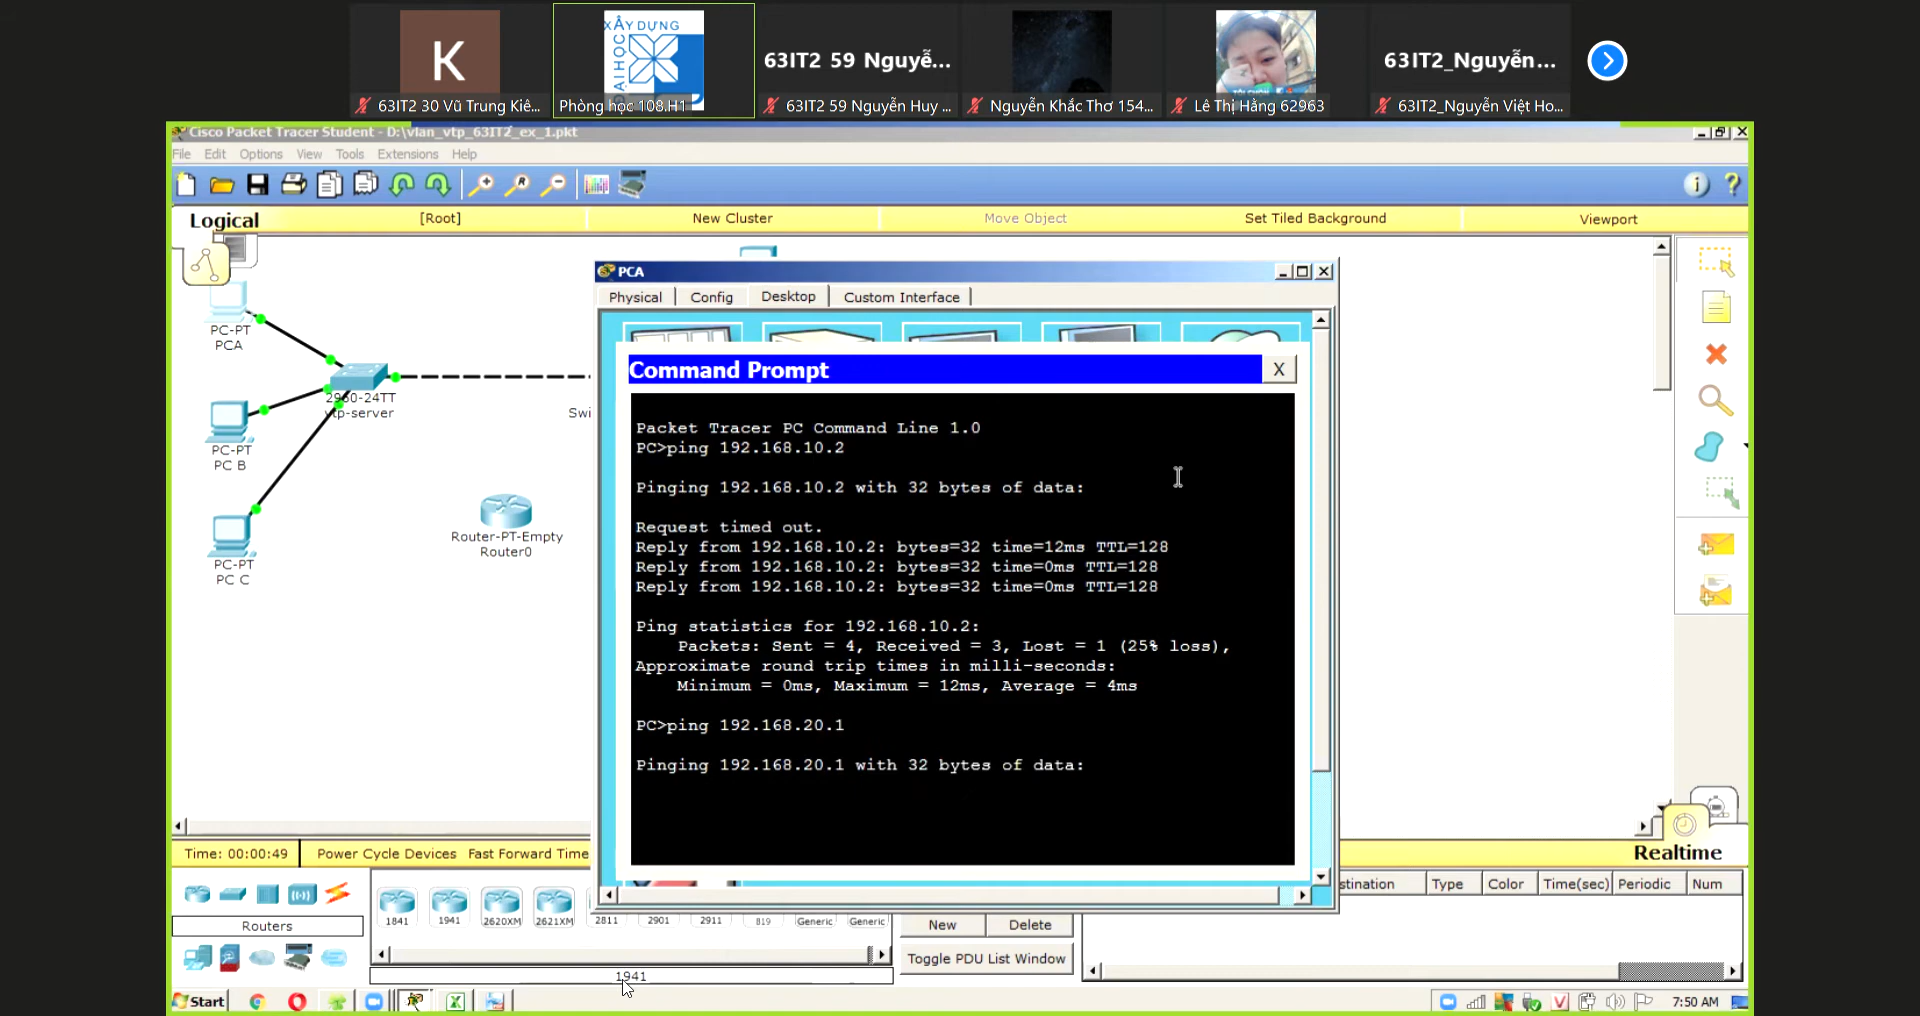 K
XÂY DỰNG
ĐẠI HỌC
63IT2 59 Nguyễ...
63IT2_Nguyễn...
63IT2 30 Vũ Trung Kiê...
Phòng học 108.H1
63IT2 59 Nguyễn Huy ...
Nguyễn Khắc Thơ 154...
Lê Thị Hằng 62963
63IT2_Nguyễn Việt Ho...
Cisco Packet Tracer Student - D:\vlan_vtp_63IT2_ex_1.pkt
File Edit Options View Tools Extensions Help
Logical
[Root]
New Cluster
Move Object
Set Tiled Background
Viewport
PC-PT
PCA
2960-24TT
vtp-server
PC-PT
PC B
PC-PT
PC C
Router-PT-Empty
Router0
Swi
PCA
Physical Config Desktop Custom Interface
Command Prompt
X
Packet Tracer PC Command Line 1.0
PC>ping 192.168.10.2
Pinging 192.168.10.2 with 32 bytes of data:
Request timed out.
Reply from 192.168.10.2: bytes=32 time=12ms TTL=128
Reply from 192.168.10.2: bytes=32 time=0ms TTL=128
Reply from 192.168.10.2: bytes=32 time=0ms TTL=128
Ping statistics for 192.168.10.2:
Packets: Sent = 4, Received = 3, Lost = 1 (25% loss),
Approximate round trip times in milli-seconds:
Minimum = 0ms, Maximum = 12ms, Average = 4ms
PC>ping 192.168.20.1
Pinging 192.168.20.1 with 32 bytes of data:
Time: 00:00:49
Power Cycle Devices Fast Forward Time
Realtime
Routers
1841 1941 2620XM 2621XM 2811 2901 2911 819 Generic Generic
1941
New
Delete
Toggle PDU List Window
stination Type Color Time(sec) Periodic Num
Start
7:50 AM